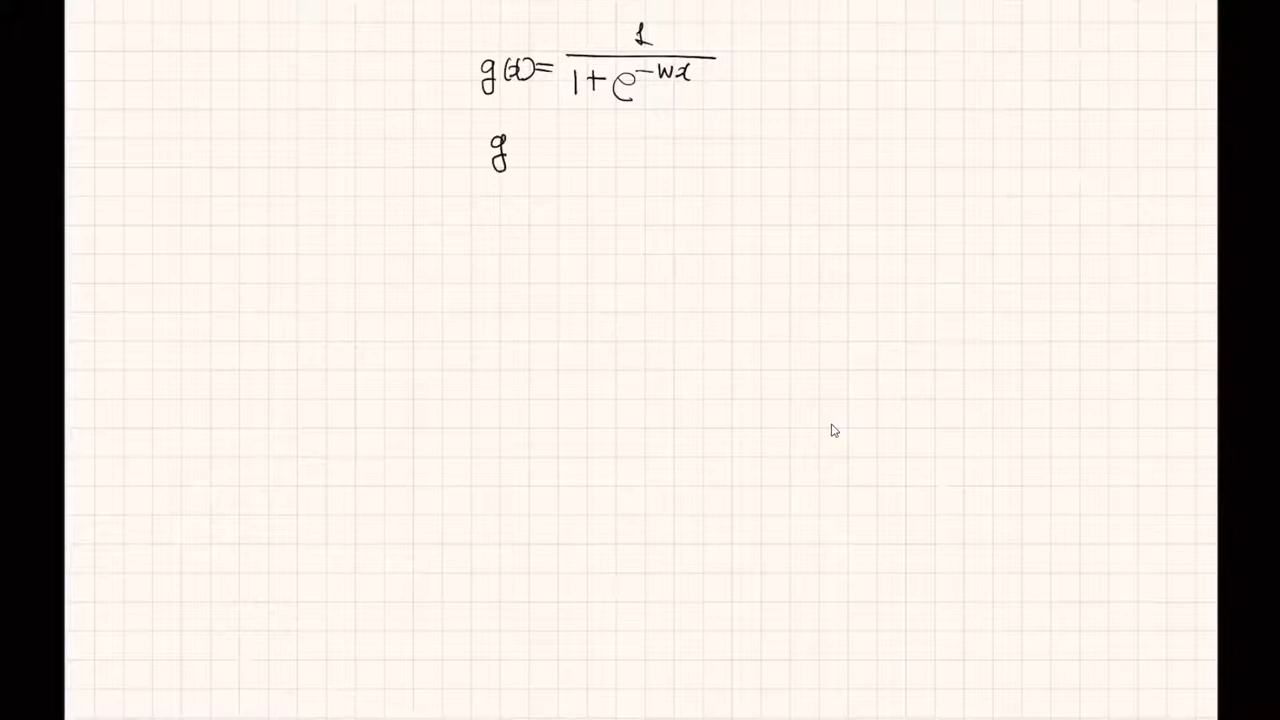 g(x)= 1 / 1+e^-wx
g